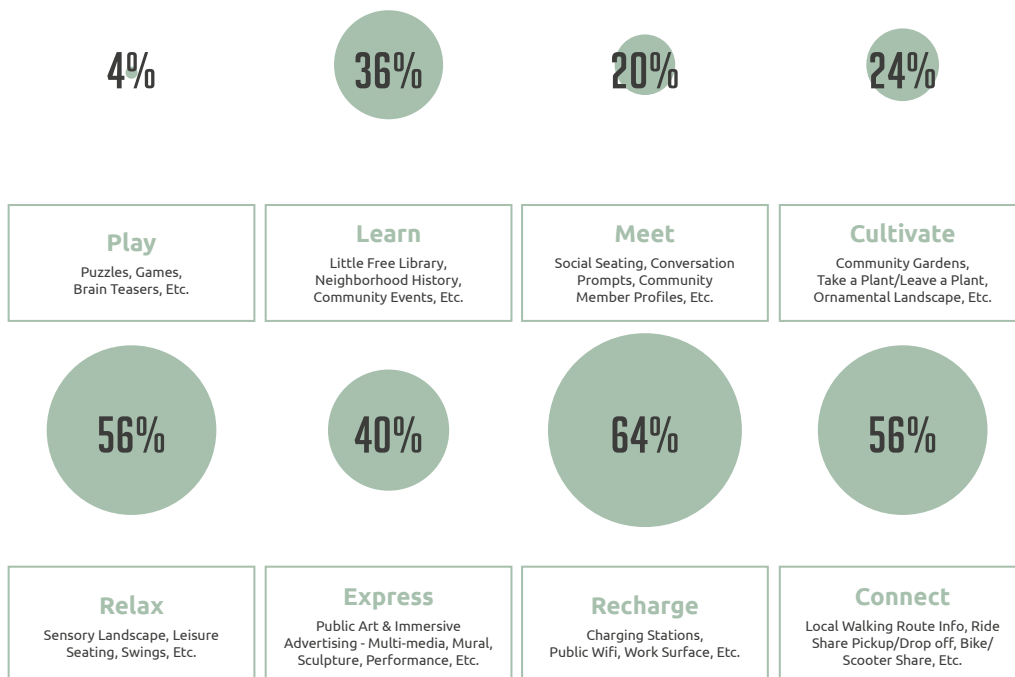 4%
36%
20%
24%
Play
Puzzles, Games,
Brain Teasers, Etc.
Learn
Little Free Library,
Neighborhood History,
Community Events, Etc.
Meet
Social Seating, Conversation
Prompts, Community
Member Profiles, Etc.
Cultivate
Community Gardens,
Take a Plant/Leave a Plant,
Ornamental Landscape, Etc.
56%
40%
64%
56%
Relax
Sensory Landscape, Leisure
Seating, Swings, Etc.
Express
Public Art & Immersive
Advertising - Multi-media, Mural,
Sculpture, Performance, Etc.
Recharge
Charging Stations,
Public Wifi, Work Surface, Etc.
Connect
Local Walking Route Info, Ride
Share Pickup/Drop off, Bike/
Scooter Share, Etc.